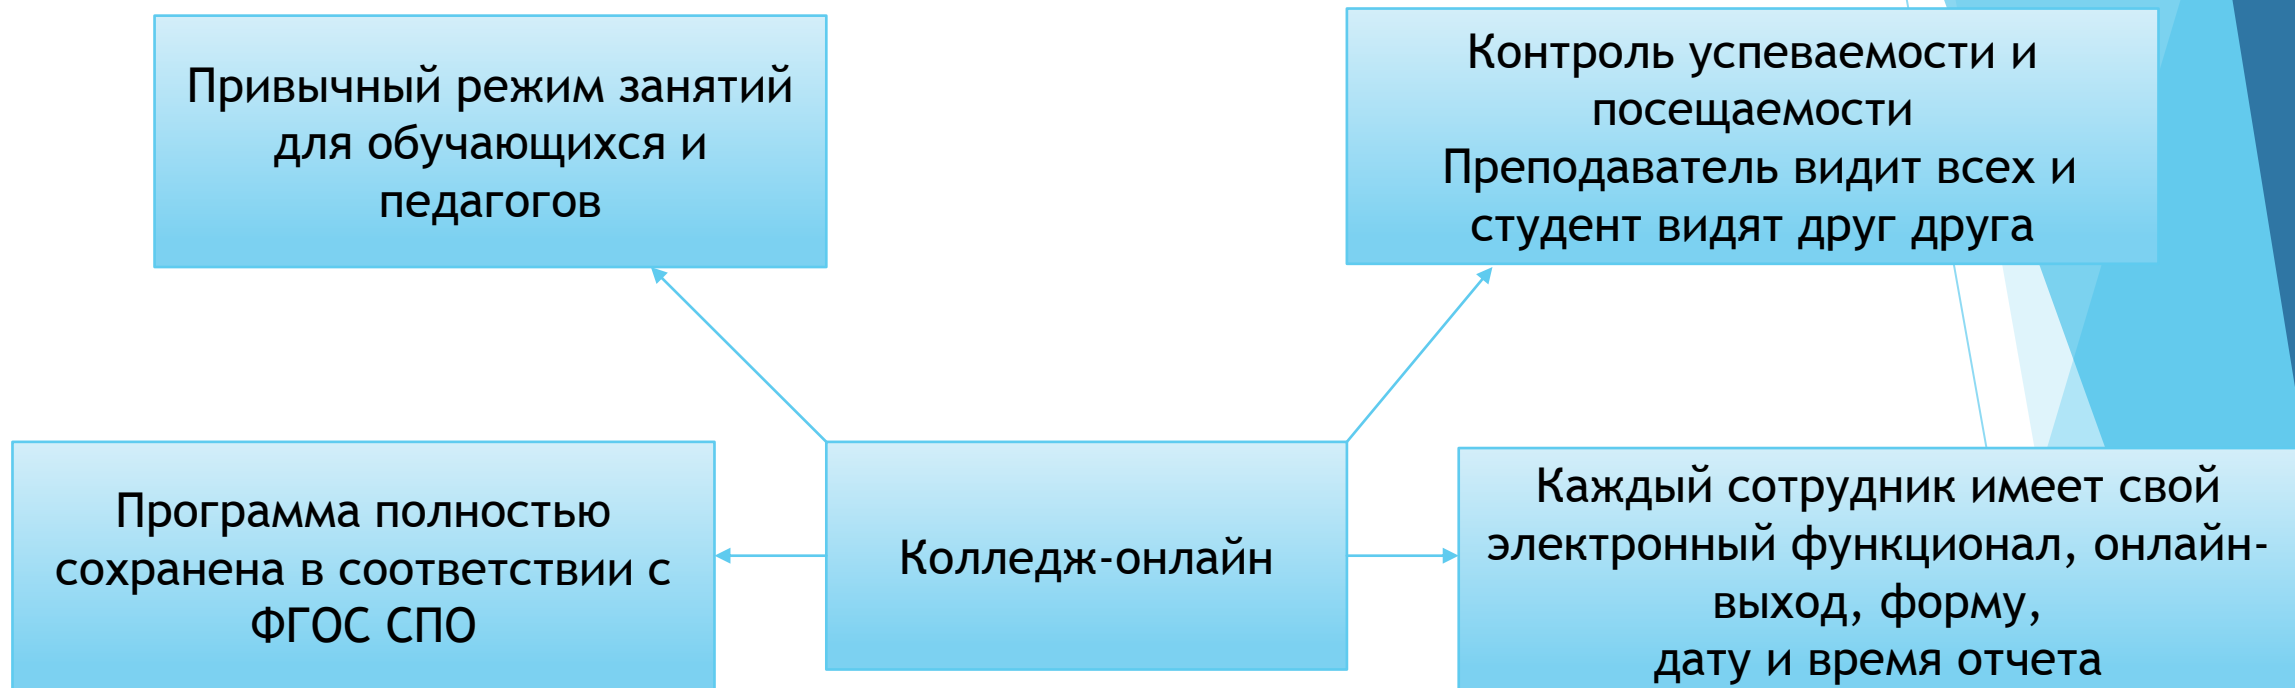 Привычный режим занятий
для обучающихся и
педагогов
Контроль успеваемости и
посещаемости
Преподаватель видит всех и
студент видят друг друга
Программа полностью
сохранена в соответствии с
ФГОС СПО
Колледж-онлайн
Каждый сотрудник имеет свой
электронный функционал, онлайн-
выход, форму,
дату и время отчета